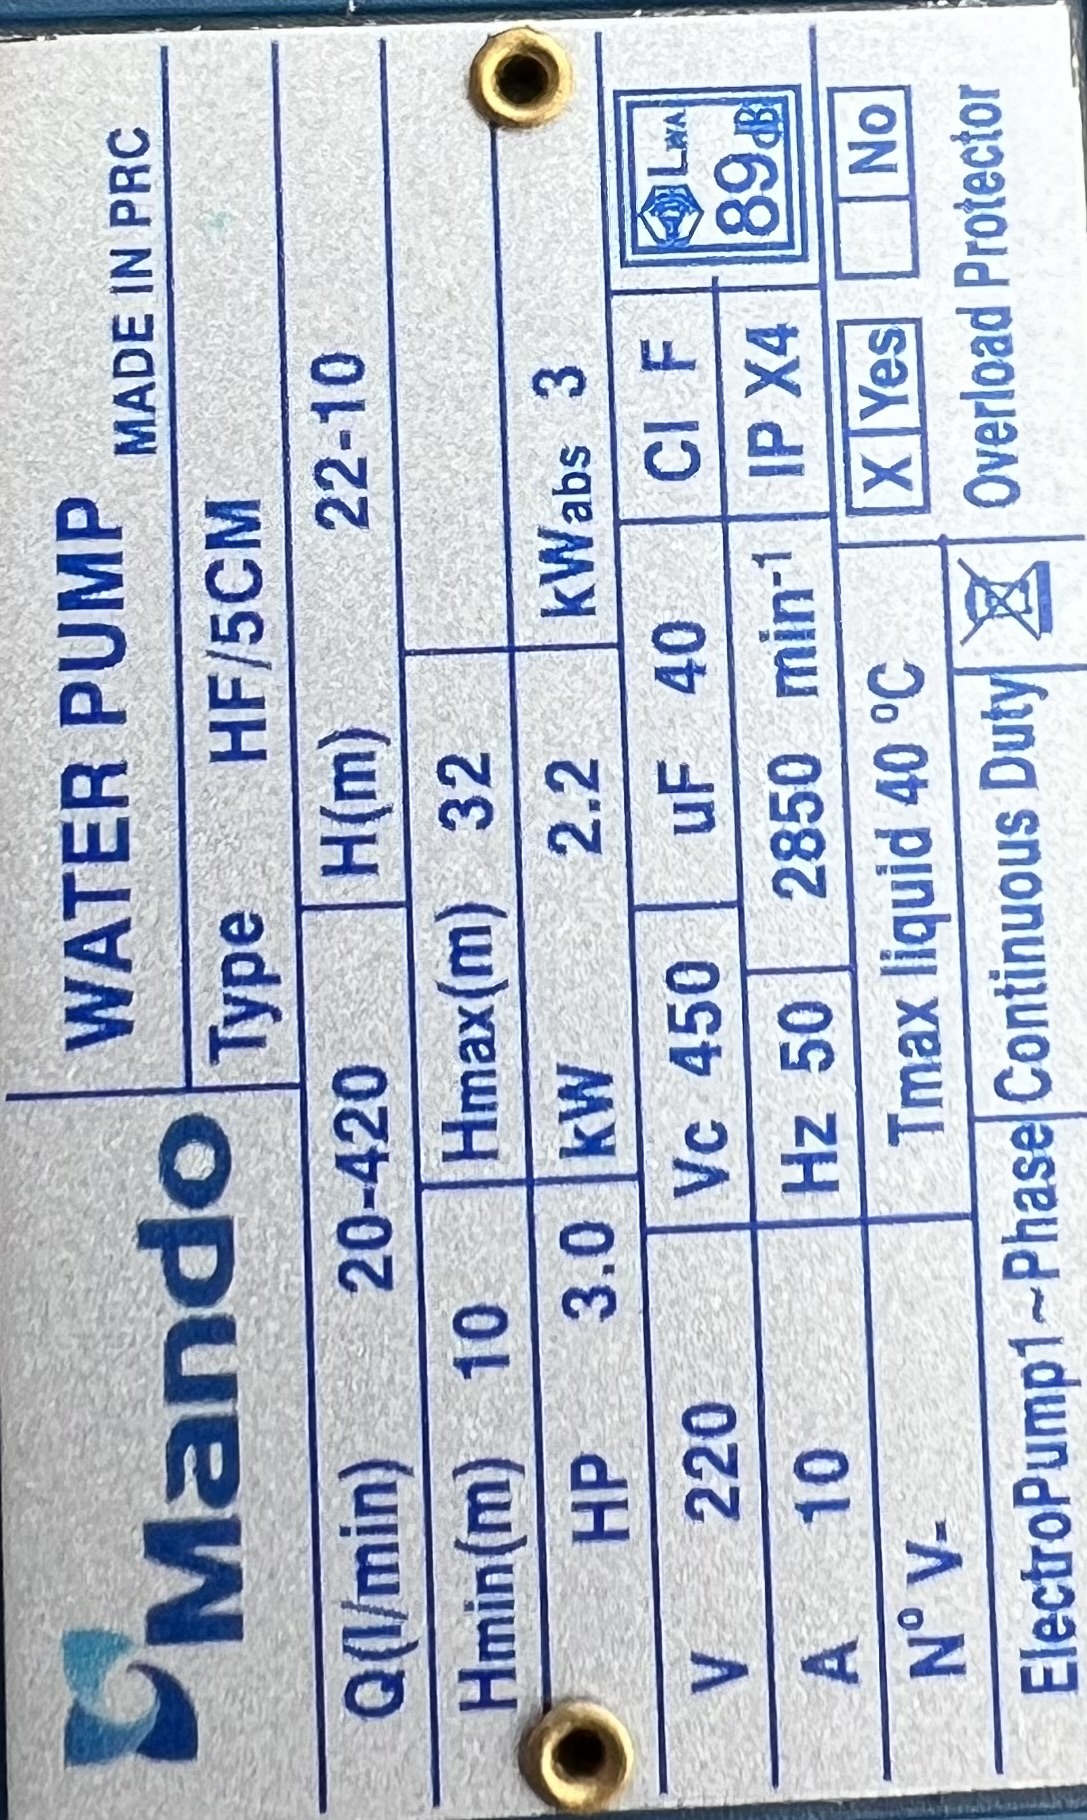 Mando
WATER PUMP
MADE IN PRC
Type HF/5CM
Q(l/min) 20-420 H(m) 22-10
Hmin(m) 10 Hmax(m) 32
HP 3.0 kW 2.2 kWabs 3
V 220 Vc 450 uF 40 Cl F
A 10 Hz 50 2850 min-1 IP X4
LWA
89dB
Nº V- Tmax liquid 40 ºC X Yes No
ElectroPump1~Phase Continuous Duty Overload Protector